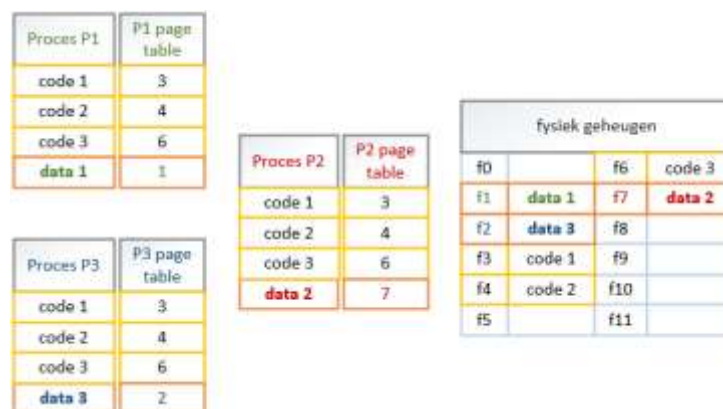 Proces P1 P1 page table
code 1 3
code 2 4
code 3 6
data 1 1
Proces P3 P3 page table
code 1 3
code 2 4
code 3 6
data 3 2
Proces P2 P2 page table
code 1 3
code 2 4
code 3 6
data 2 7
fysiek geheugen
f0 f6 code 3
f1 data 1 f7 data 2
f2 data 3 f8
f3 code 1 f9
f4 code 2 f10
f5 f11